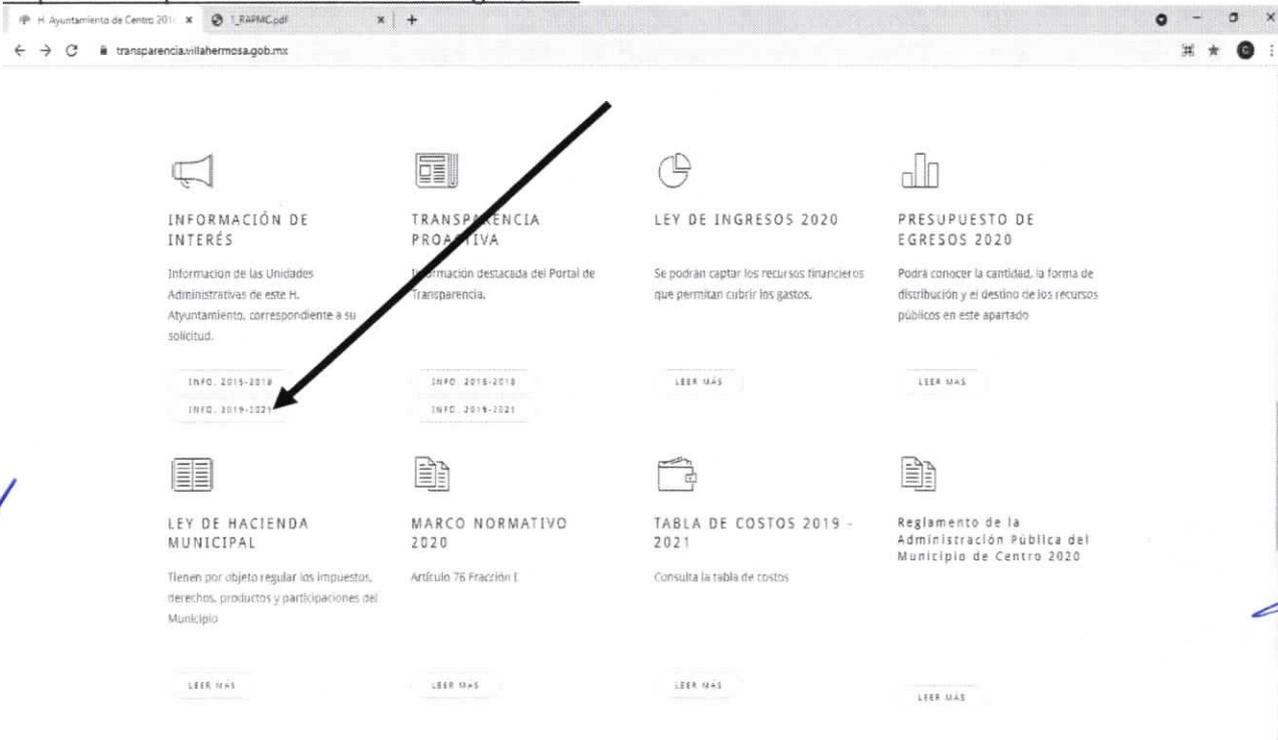 H. Ayuntamiento de Centro 201
1_RAPMC.pdf
transparencia.villahermosa.gob.mx
INFORMACIÓN DE
INTERÉS
Informacion de las Unidades
Administrativas de este H.
Atyuntamiento, correspondiente a su
solicitud.
INFO. 2015-2018
INFO. 2019-2021
TRANSPARENCIA
PROACTIVA
Información destacada del Portal de
Transparencia.
INFO. 2015-2018
INFO. 2019-2021
LEY DE INGRESOS 2020
Se podran captar los recursos financieros
que permitan cubrir los gastos.
LEER MÁS
PRESUPUESTO DE
EGRESOS 2020
Podrá conocer la cantidad, la forma de
distribución y el destino de los recursos
públicos en este apartado
LEER MÁS
LEY DE HACIENDA
MUNICIPAL
Tienen por objeto regular los impuestos,
derechos, productos y participaciones del
Municipio
LEER MÁS
MARCO NORMATIVO
2020
Artículo 76 Fracción I.
LEER MÁS
TABLA DE COSTOS 2019 -
2021
Consulta la tabla de costos
LEER MÁS
Reglamento de la
Administración Pública del
Municipio de Centro 2020
LEER MÁS